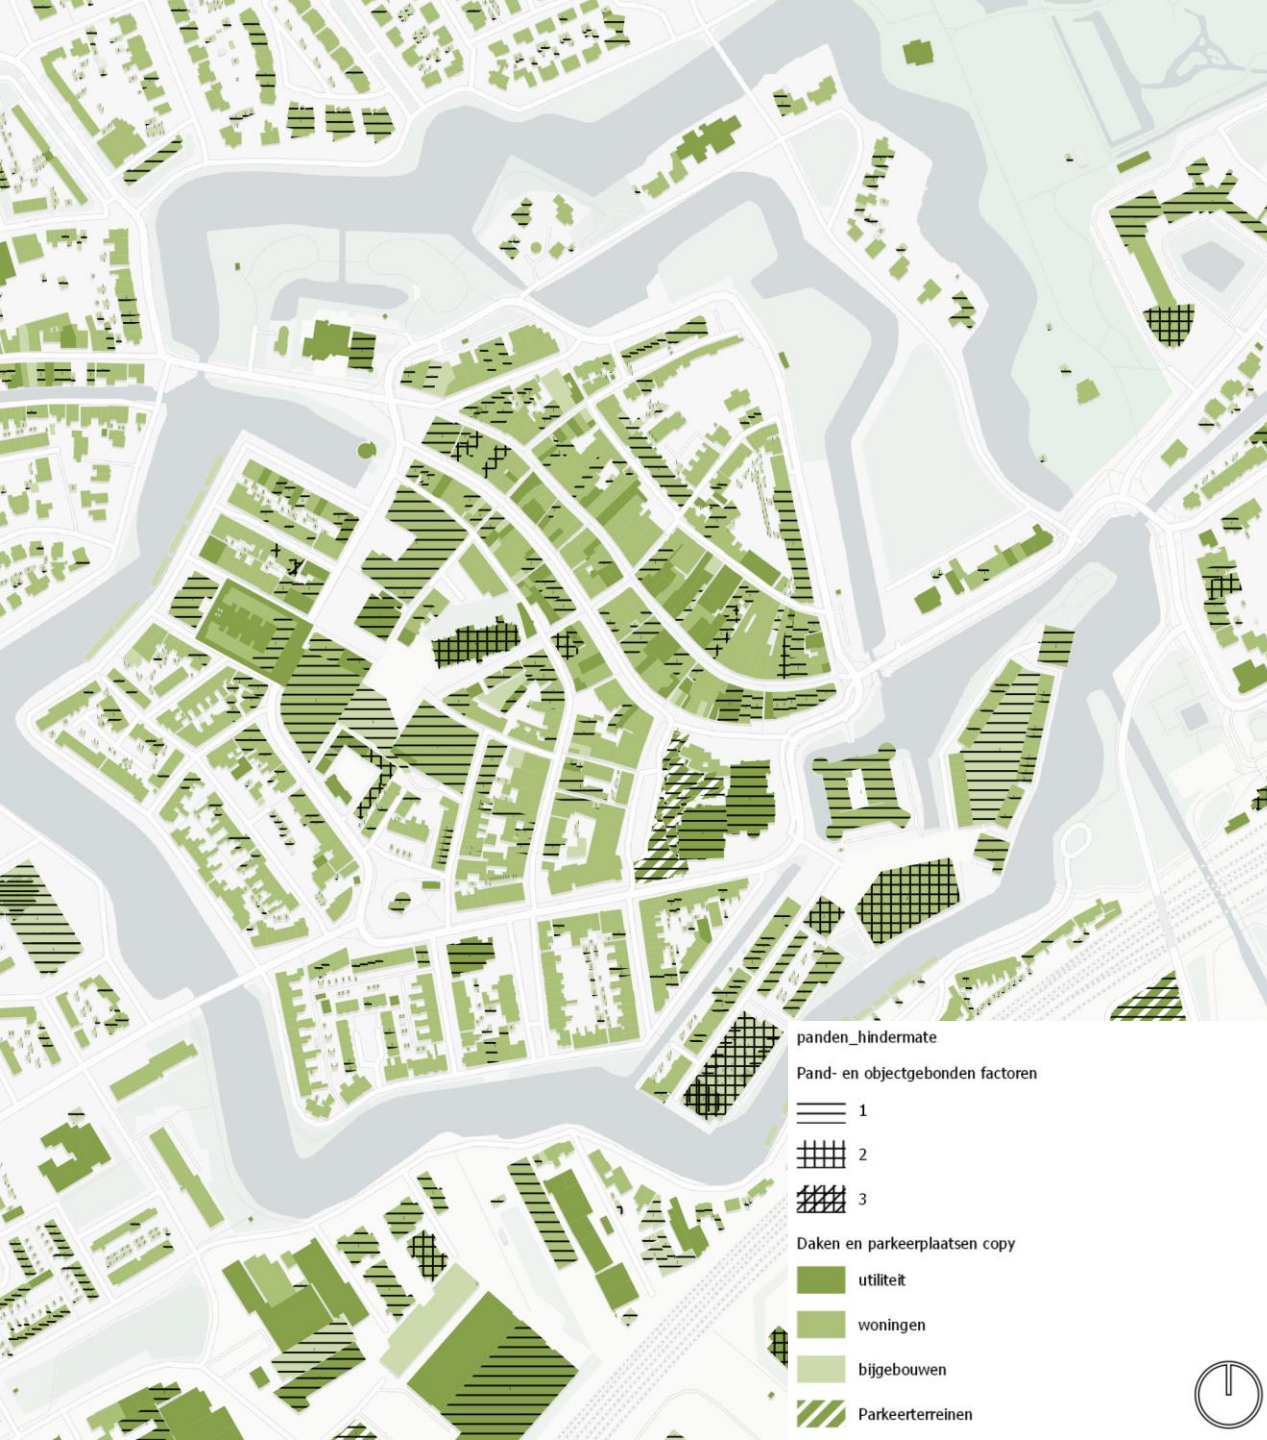 panden_hindermate
Pand- en objectgebonden factoren
1
2
3
Daken en parkeerplaatsen copy
utiliteit
woningen
bijgebouwen
Parkeerterreinen